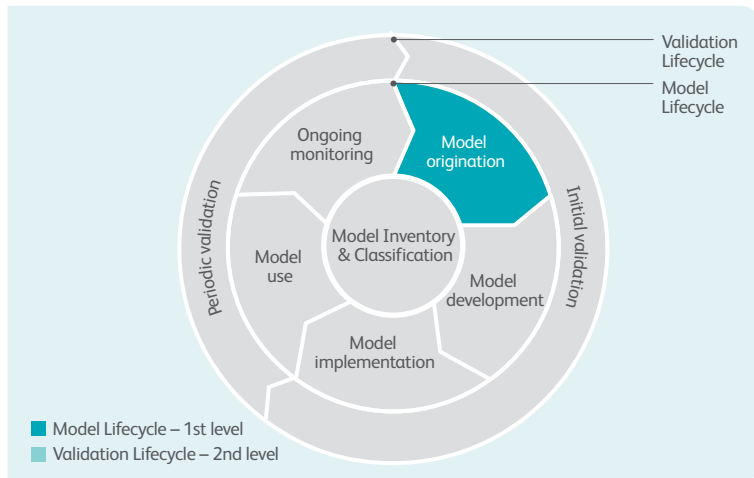 Validation
Lifecycle
Model
Lifecycle
Ongoing
monitoring
Model
origination
Periodic validation
Initial validation
Model Inventory
& Classification
Model
use
Model
development
Model
implementation
Model Lifecycle – 1st level
Validation Lifecycle – 2nd level